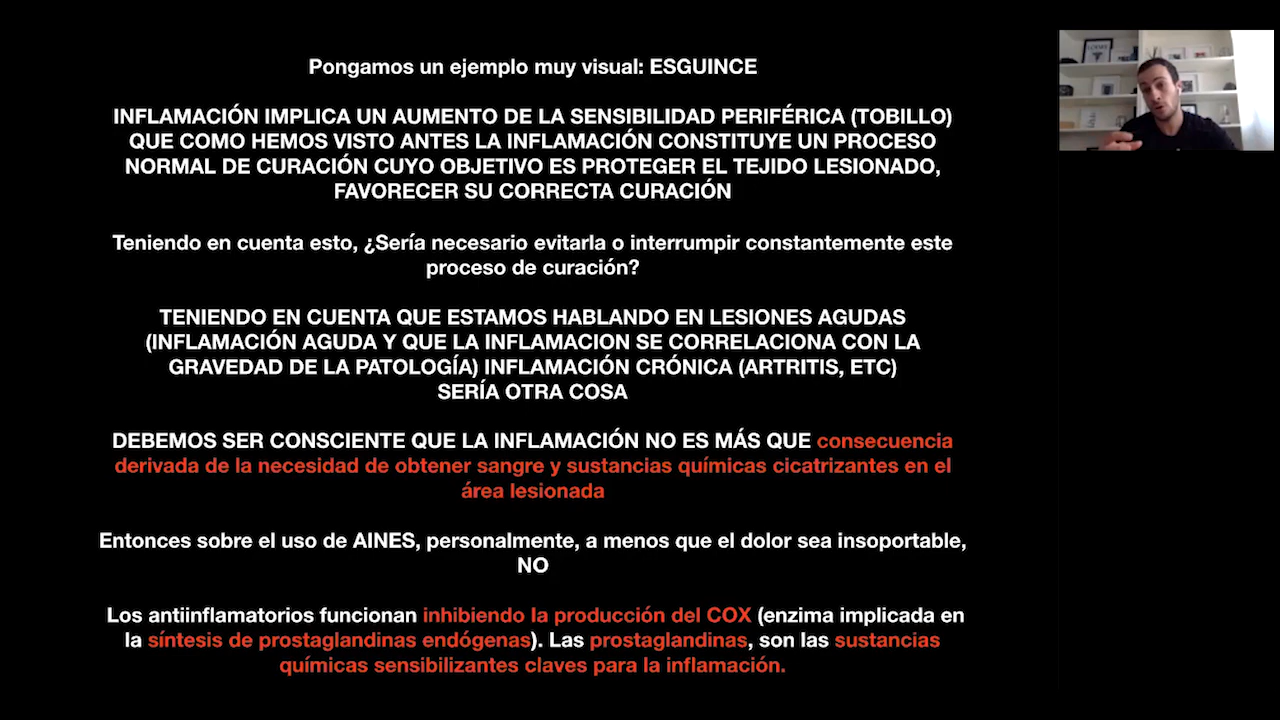 Pongamos un ejemplo muy visual: ESGUINCE
INFLAMACIÓN IMPLICA UN AUMENTO DE LA SENSIBILIDAD PERIFÉRICA (TOBILLO)
QUE COMO HEMOS VISTO ANTES LA INFLAMACIÓN CONSTITUYE UN PROCESO
NORMAL DE CURACIÓN CUYO OBJETIVO ES PROTEGER EL TEJIDO LESIONADO,
FAVORECER SU CORRECTA CURACIÓN
Teniendo en cuenta esto, ¿Sería necesario evitarla o interrumpir constantemente este
proceso de curación?
TENIENDO EN CUENTA QUE ESTAMOS HABLANDO EN LESIONES AGUDAS
(INFLAMACIÓN AGUDA Y QUE LA INFLAMACION SE CORRELACIONA CON LA
GRAVEDAD DE LA PATOLOGÍA) INFLAMACIÓN CRÓNICA (ARTRITIS, ETC)
SERÍA OTRA COSA
DEBEMOS SER CONSCIENTE QUE LA INFLAMACIÓN NO ES MÁS QUE consecuencia
derivada de la necesidad de obtener sangre y sustancias químicas cicatrizantes en el
área lesionada
Entonces sobre el uso de AINES, personalmente, a menos que el dolor sea insoportable,
NO
Los antiinflamatorios funcionan inhibiendo la producción del COX (enzima implicada en
la síntesis de prostaglandinas endógenas). Las prostaglandinas, son las sustancias
químicas sensibilizantes claves para la inflamación.